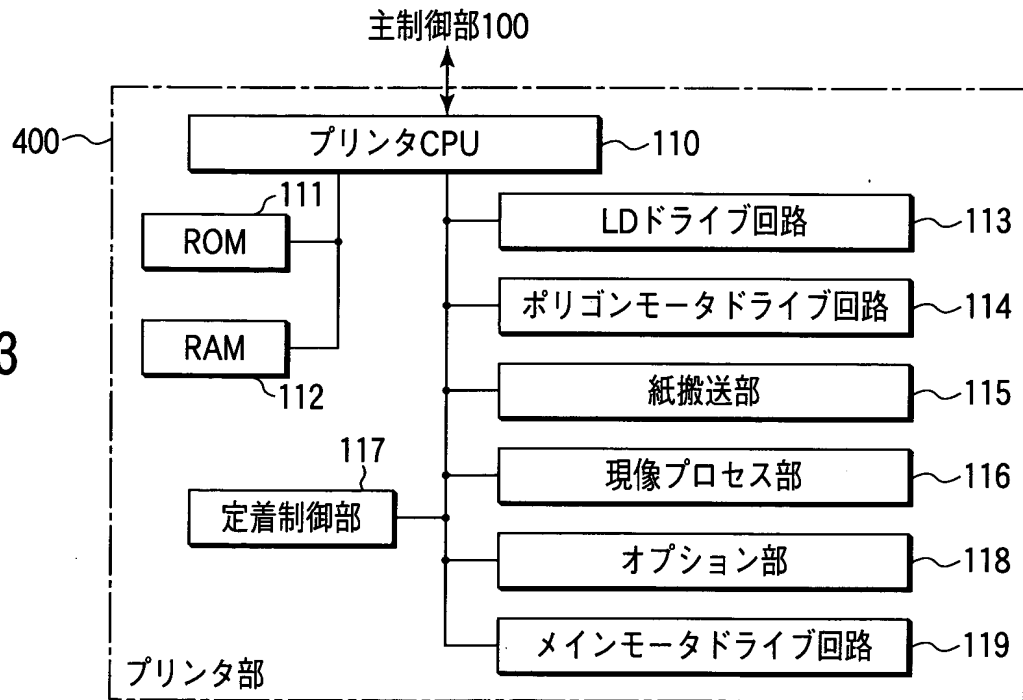 主制御部100
400
プリンタCPU
110
111
ROM
RAM
112
3
LDドライブ回路
113
ポリゴンモータドライブ回路
114
紙搬送部
115
現像プロセス部
116
117
定着制御部
オプション部
118
メインモータドライブ回路
119
プリンタ部